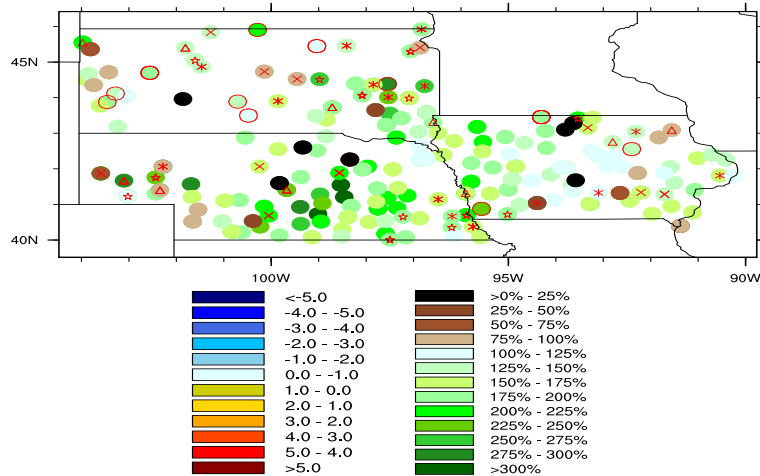 45N
40N
100W 95W 90W
<-5.0 >0% - 25%
-4.0 - -5.0 25% - 50%
-3.0 - -4.0 50% - 75%
-2.0 - -3.0 75% - 100%
-1.0 - -2.0 100% - 125%
0.0 - -1.0 125% - 150%
1.0 - 0.0 150% - 175%
2.0 - 1.0 175% - 200%
3.0 - 2.0 200% - 225%
4.0 - 3.0 225% - 250%
5.0 - 4.0 250% - 275%
>5.0 275% - 300%
>300%